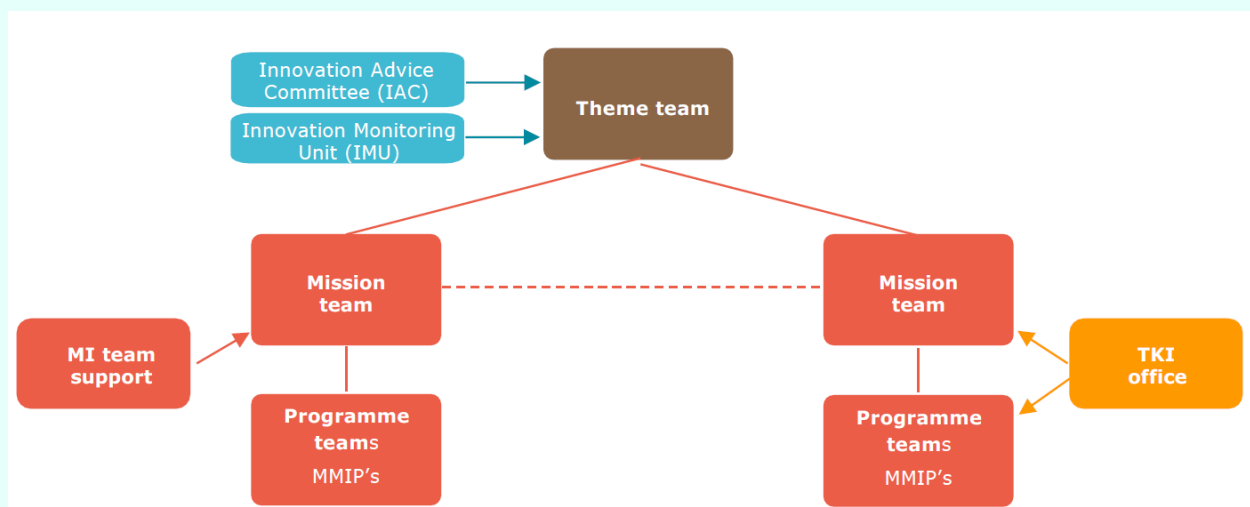 Innovation Advice
Committee (IAC)
Theme team
Innovation Monitoring
Unit (IMU)
Mission
team
Mission
team
MI team
support
TKI
office
Programme
teams
MMIP's
Programme
teams
MMIP's